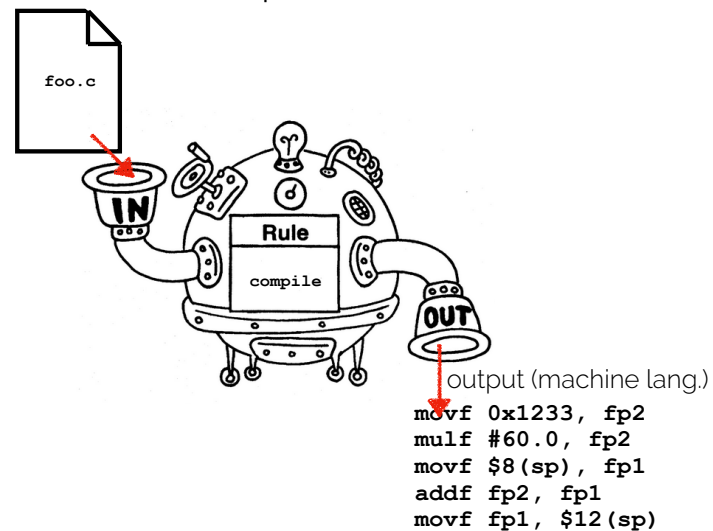 foo.c
IN
Rule
compile
OUT
output (machine lang.)
movf 0x1233, fp2
mulf #60.0, fp2
movf $8(sp), fp1
addf fp2, fp1
movf fp1, $12(sp)